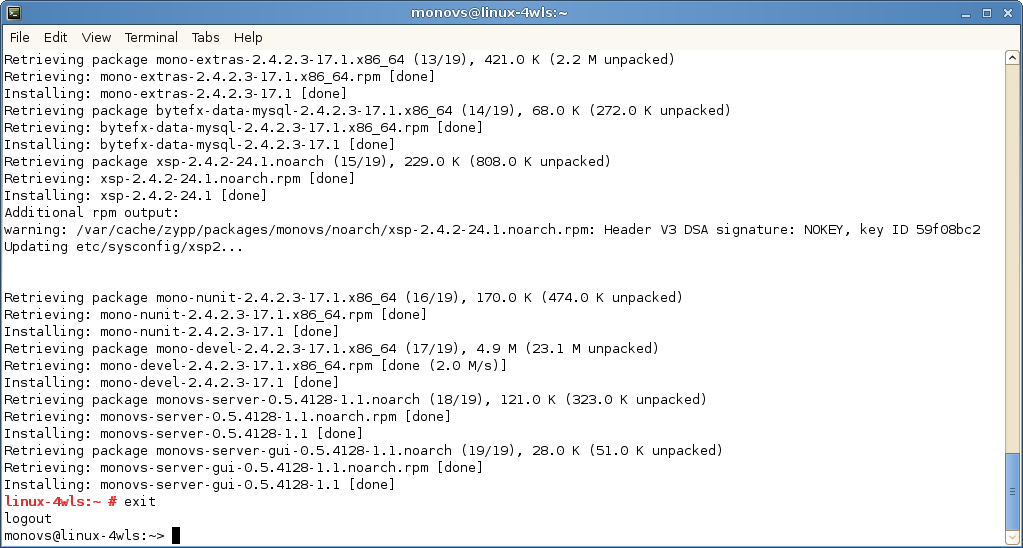 monovs@linux-4wls:~
File Edit View Terminal Tabs Help
Retrieving package mono-extras-2.4.2.3-17.1.x86_64 (13/19), 421.0 K (2.2 M unpacked)
Retrieving: mono-extras-2.4.2.3-17.1.x86_64.rpm [done]
Installing: mono-extras-2.4.2.3-17.1 [done]
Retrieving package bytefx-data-mysql-2.4.2.3-17.1.x86_64 (14/19), 68.0 K (272.0 K unpacked)
Retrieving: bytefx-data-mysql-2.4.2.3-17.1.x86_64.rpm [done]
Installing: bytefx-data-mysql-2.4.2.3-17.1 [done]
Retrieving package xsp-2.4.2-24.1.noarch (15/19), 229.0 K (808.0 K unpacked)
Retrieving: xsp-2.4.2-24.1.noarch.rpm [done]
Installing: xsp-2.4.2-24.1 [done]
Additional rpm output:
warning: /var/cache/zypp/packages/monovs/noarch/xsp-2.4.2-24.1.noarch.rpm: Header V3 DSA signature: NOKEY, key ID 59f08bc2
Updating etc/sysconfig/xsp2...
Retrieving package mono-nunit-2.4.2.3-17.1.x86_64 (16/19), 170.0 K (474.0 K unpacked)
Retrieving: mono-nunit-2.4.2.3-17.1.x86_64.rpm [done]
Installing: mono-nunit-2.4.2.3-17.1 [done]
Retrieving package mono-devel-2.4.2.3-17.1.x86_64 (17/19), 4.9 M (23.1 M unpacked)
Retrieving: mono-devel-2.4.2.3-17.1.x86_64.rpm [done (2.0 M/s)]
Installing: mono-devel-2.4.2.3-17.1 [done]
Retrieving package monovs-server-0.5.4128-1.1.noarch (18/19), 121.0 K (323.0 K unpacked)
Retrieving: monovs-server-0.5.4128-1.1.noarch.rpm [done]
Installing: monovs-server-0.5.4128-1.1 [done]
Retrieving package monovs-server-gui-0.5.4128-1.1.noarch (19/19), 28.0 K (51.0 K unpacked)
Retrieving: monovs-server-gui-0.5.4128-1.1.noarch.rpm [done]
Installing: monovs-server-gui-0.5.4128-1.1 [done]
linux-4wls:~ # exit
logout
monovs@linux-4wls:~>